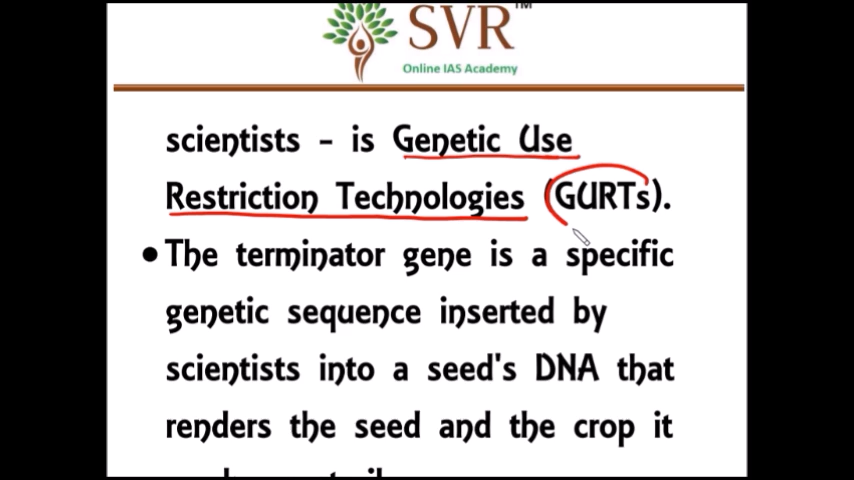 SVR™
Online IAS Academy
scientists – is Genetic Use
Restriction Technologies (GURTs).
• The terminator gene is a specific
genetic sequence inserted by
scientists into a seed's DNA that
renders the seed and the crop it